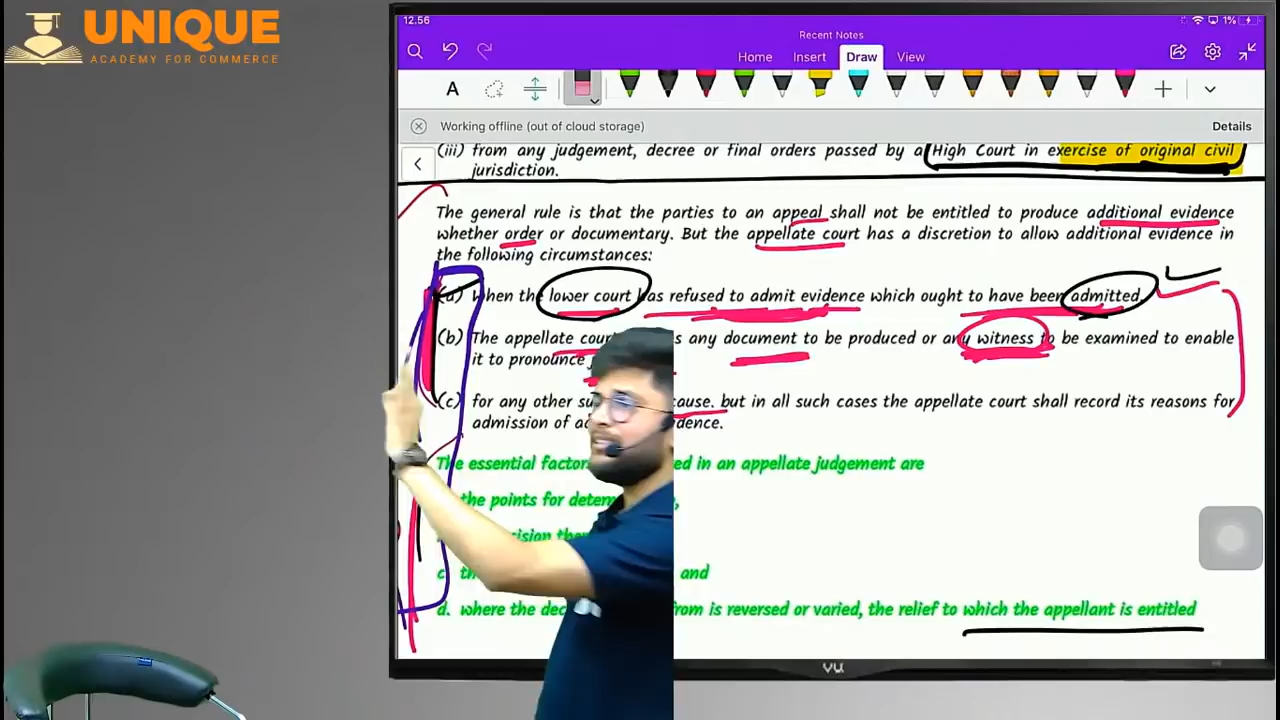 UNIQUE
ACADEMY FOR COMMERCE
12.56
1%
Recent Notes
Home Insert Draw View
A
Working offline (out of cloud storage) Details
(iii) from any judgement, decree or final orders passed by a High Court in exercise of original civil
jurisdiction.
The general rule is that the parties to an appeal shall not be entitled to produce additional evidence
whether order or documentary. But the appellate court has a discretion to allow additional evidence in
the following circumstances:
(a) When the lower court has refused to admit evidence which ought to have been admitted
(b) The appellate cour s any document to be produced or any witness to be examined to enable
it to pronounce
(c) for any other su cause. but in all such cases the appellate court shall record its reasons for
admission of ad dence.
The essential factors ed in an appellate judgement are
the points for determ ,
ision the
c. th and
d. where the dec from is reversed or varied, the relief to which the appellant is entitled
VU